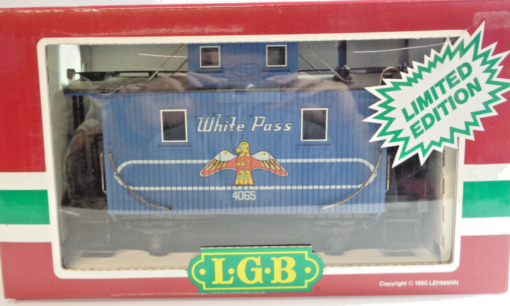 LIMITED
EDITION
White Pass
4065
L·G·B
Copyright © 1990 LEHMANN